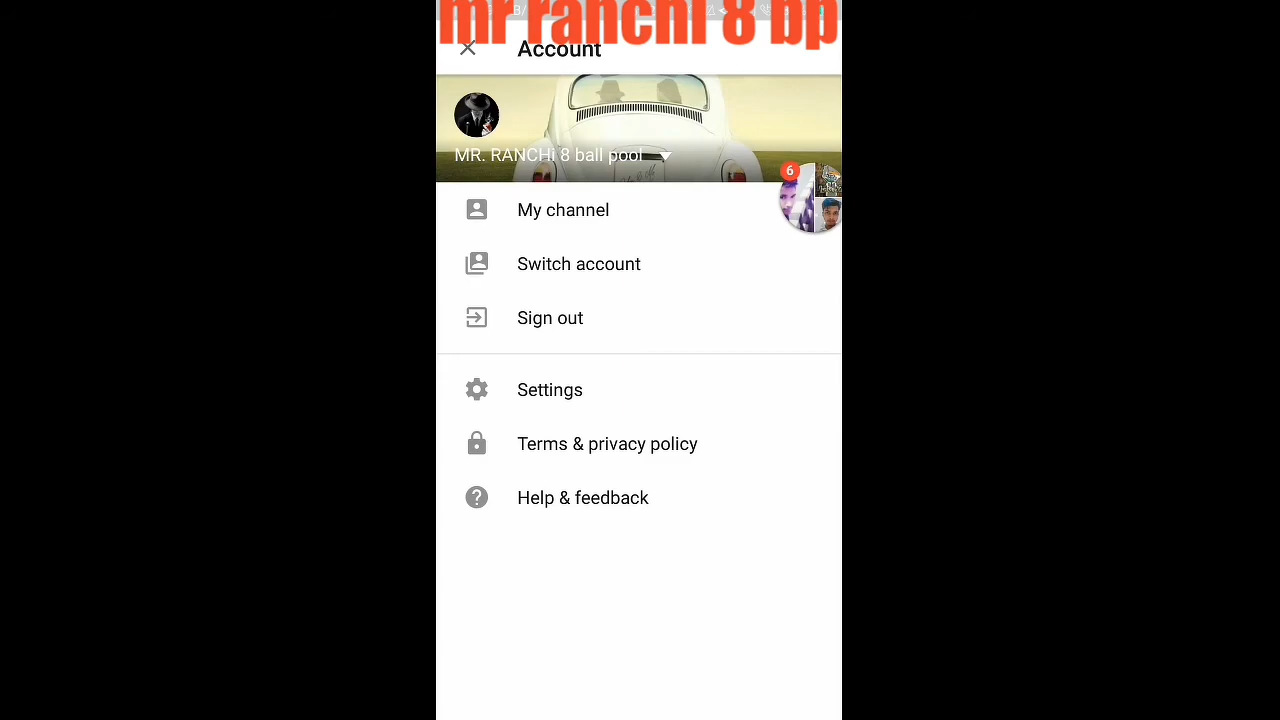 mr ranchi 8 bp
Account
MR. RANCHi 8 ball pool
6
My channel
Switch account
Sign out
Settings
Terms & privacy policy
Help & feedback